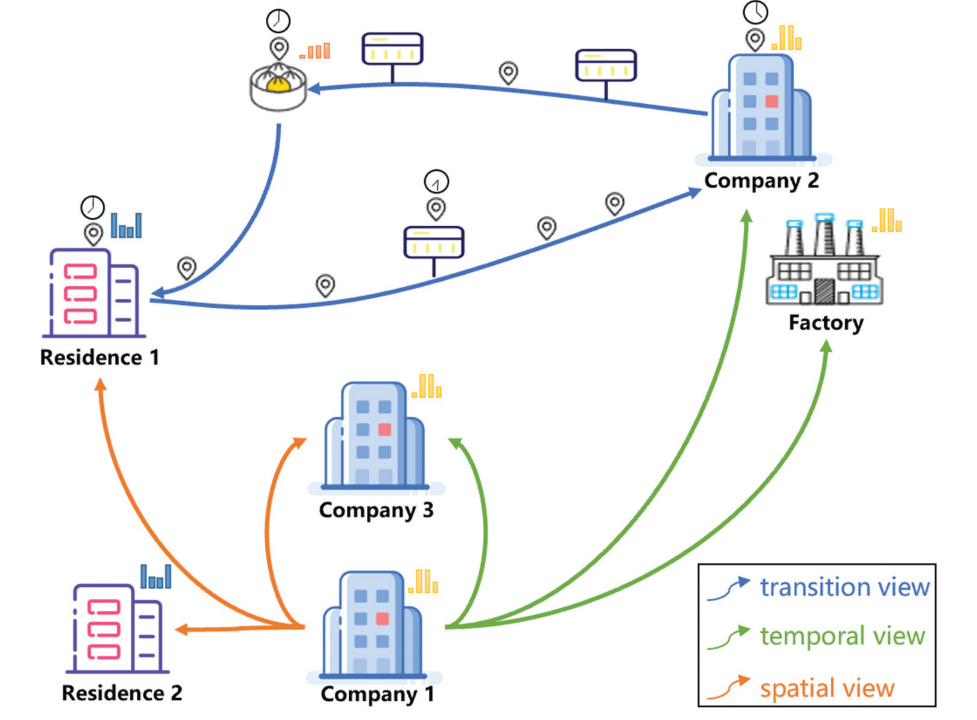 Company 2
Residence 1
Factory
Company 3
Residence 2
Company 1
transition view
temporal view
spatial view